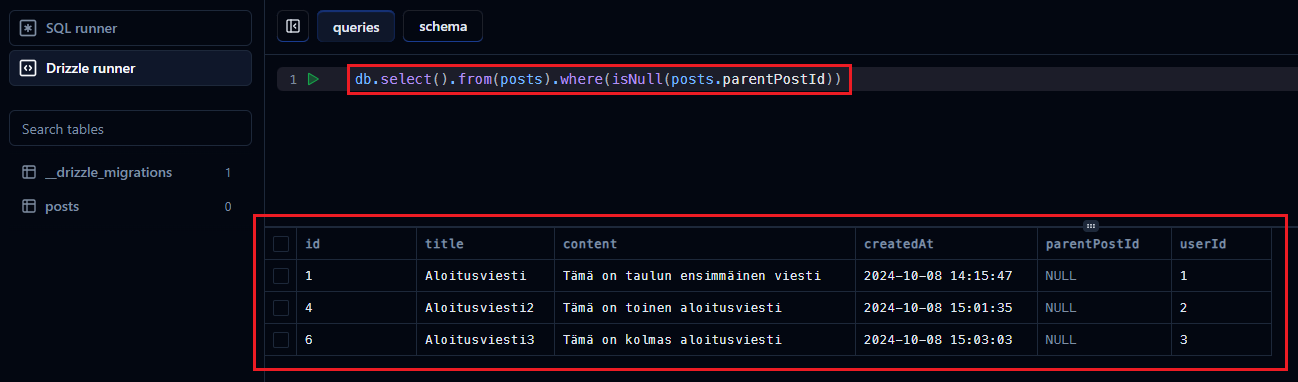 SQL runner
Drizzle runner
Search tables
__drizzle_migrations 1
posts 0
queries schema
1 db.select().from(posts).where(isNull(posts.parentPostId))
id title content createdAt parentPostId userId
1 Aloitusviesti Tämä on taulun ensimmäinen viesti 2024-10-08 14:15:47 NULL 1
4 Aloitusviesti2 Tämä on toinen aloitusviesti 2024-10-08 15:01:35 NULL 2
6 Aloitusviesti3 Tämä on kolmas aloitusviesti 2024-10-08 15:03:03 NULL 3